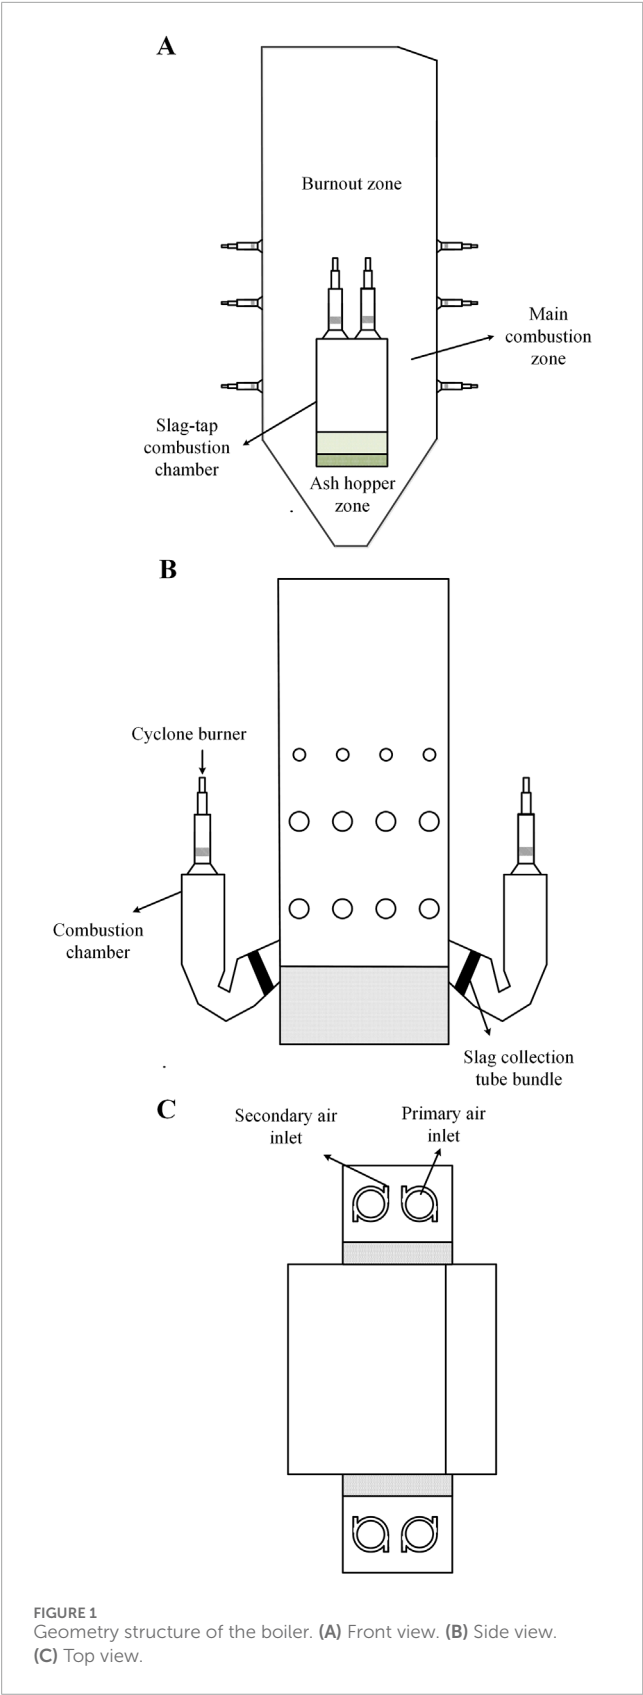 A
Burnout zone
Main
combustion
zone
Slag-tap
combustion
chamber
Ash hopper
zone
B
Cyclone burner
Combustion
chamber
Slag collection
tube bundle
C
Secondary air
inlet
Primary air
inlet
FIGURE 1
Geometry structure of the boiler. (A) Front view. (B) Side view.
(C) Top view.